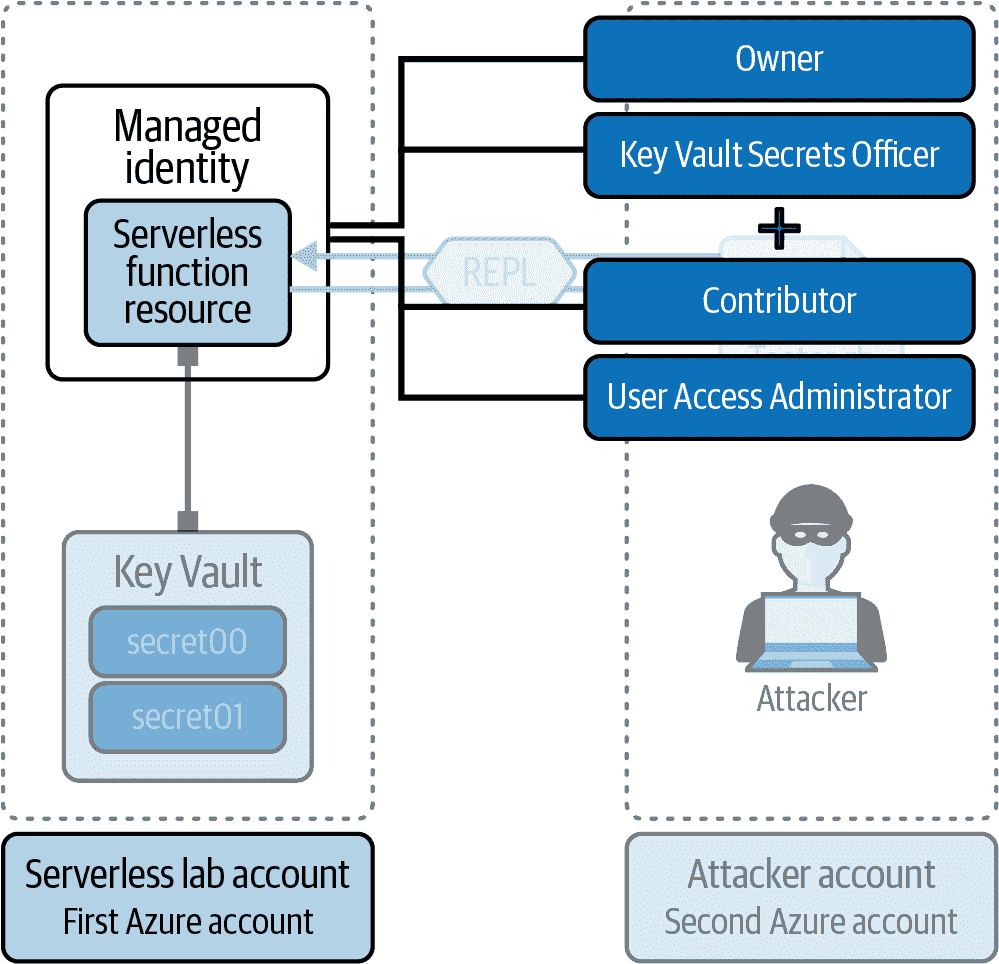 Owner
Managed
identity
Key Vault Secrets Officer
Serverless
function
resource
REPL
Contributor
User Access Administrator
Key Vault
secret00
secret01
Attacker
Serverless lab account
First Azure account
Attacker account
Second Azure account